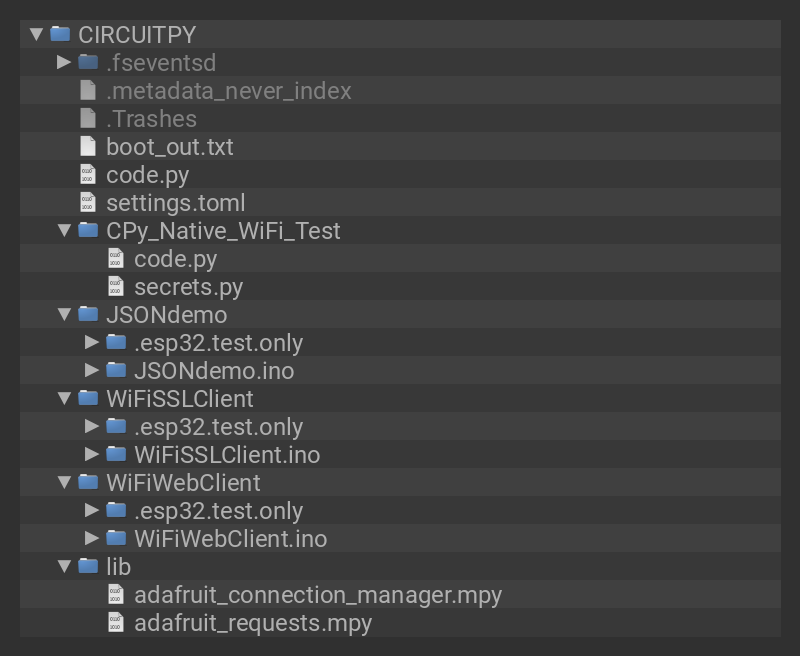 CIRCUITPY
.fseventsd
.metadata_never_index
.Trashes
boot_out.txt
code.py
settings.toml
CPy_Native_WiFi_Test
code.py
secrets.py
JSONdemo
.esp32.test.only
JSONdemo.ino
WiFiSSLClient
.esp32.test.only
WiFiSSLClient.ino
WiFiWebClient
.esp32.test.only
WiFiWebClient.ino
lib
adafruit_connection_manager.mpy
adafruit_requests.mpy